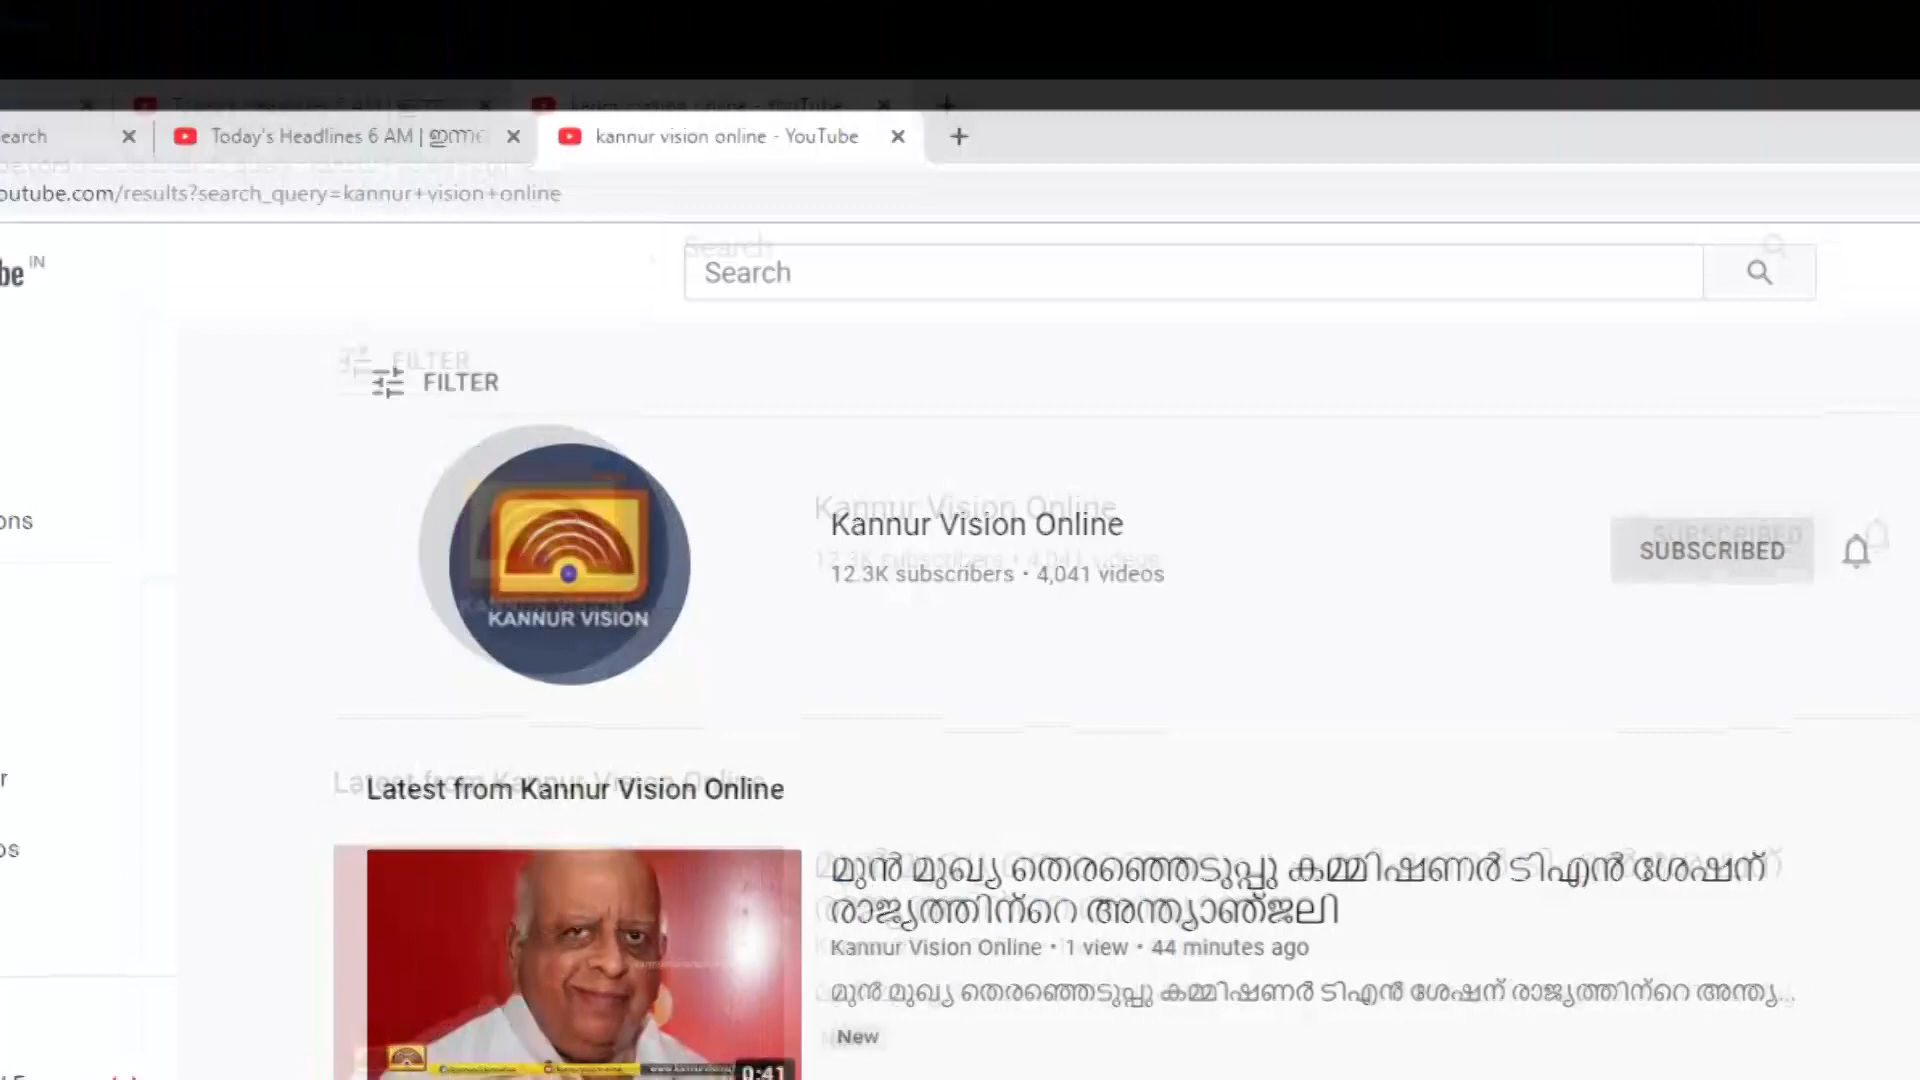 earch
Today's Headlines 6 AM | ഇന്നത്
kannur vision online - YouTube
outube.com/results?search_query=kannur+vision+online
be IN
Search
FILTER
KANNUR VISION
Kannur Vision Online
12.3K subscribers • 4,041 videos
SUBSCRIBED
ons
Latest from Kannur Vision Online
r
os
മുൻ മുഖ്യ തെരഞ്ഞെടുപ്പു കമ്മിഷണർ ടിഎൻ ശേഷന്
രാജ്യത്തിന്റെ അന്ത്യാഞ്ജലി
Kannur Vision Online • 1 view • 44 minutes ago
മുൻ മുഖ്യ തെരഞ്ഞെടുപ്പു കമ്മിഷണർ ടിഎൻ ശേഷന് രാജ്യത്തിന്റെ അന്ത്യ...
New
0:41